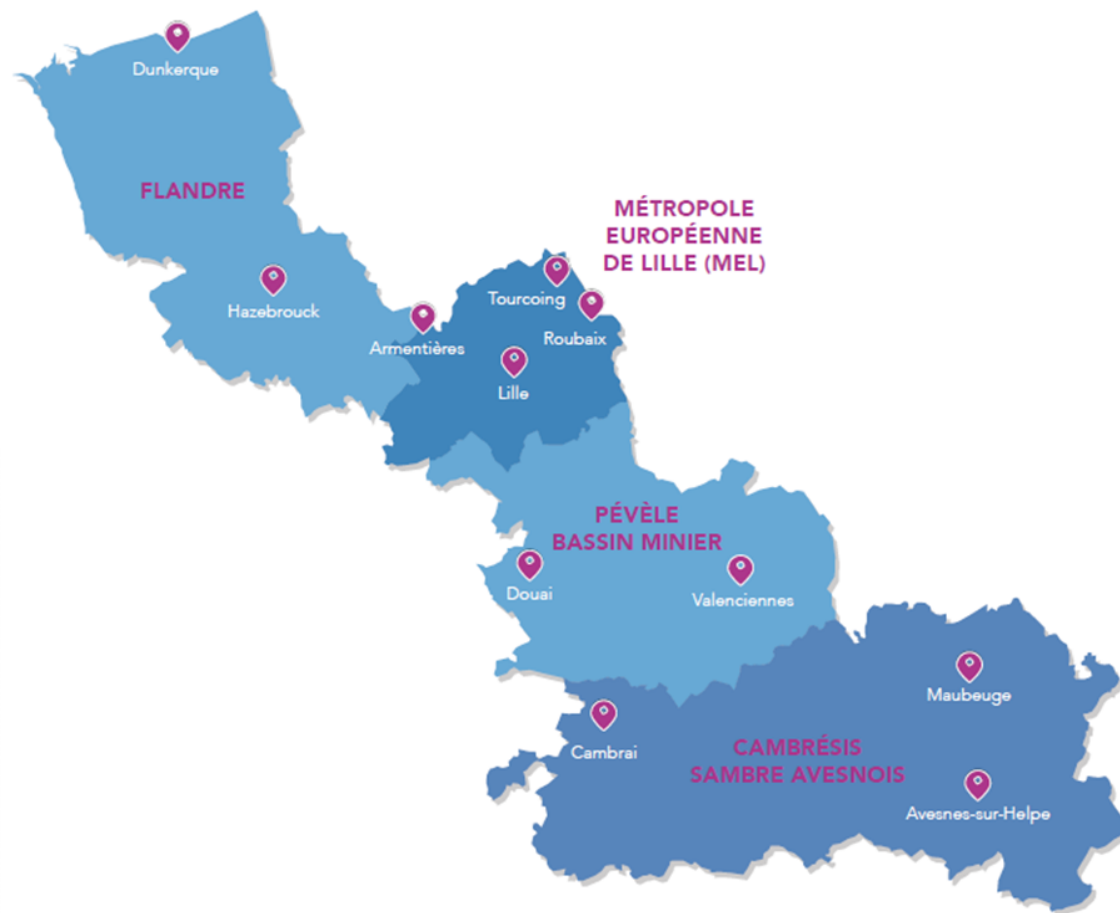 Dunkerque
FLANDRE
MÉTROPOLE
EUROPÉENNE
DE LILLE (MEL)
Hazebrouck
Tourcoing
Roubaix
Armentières
Lille
PÉVÈLE
BASSIN MINIER
Douai
Valenciennes
Maubeuge
Cambrai
CAMBRÉSIS
SAMBRE AVESNOIS
Avesnes-sur-Helpe